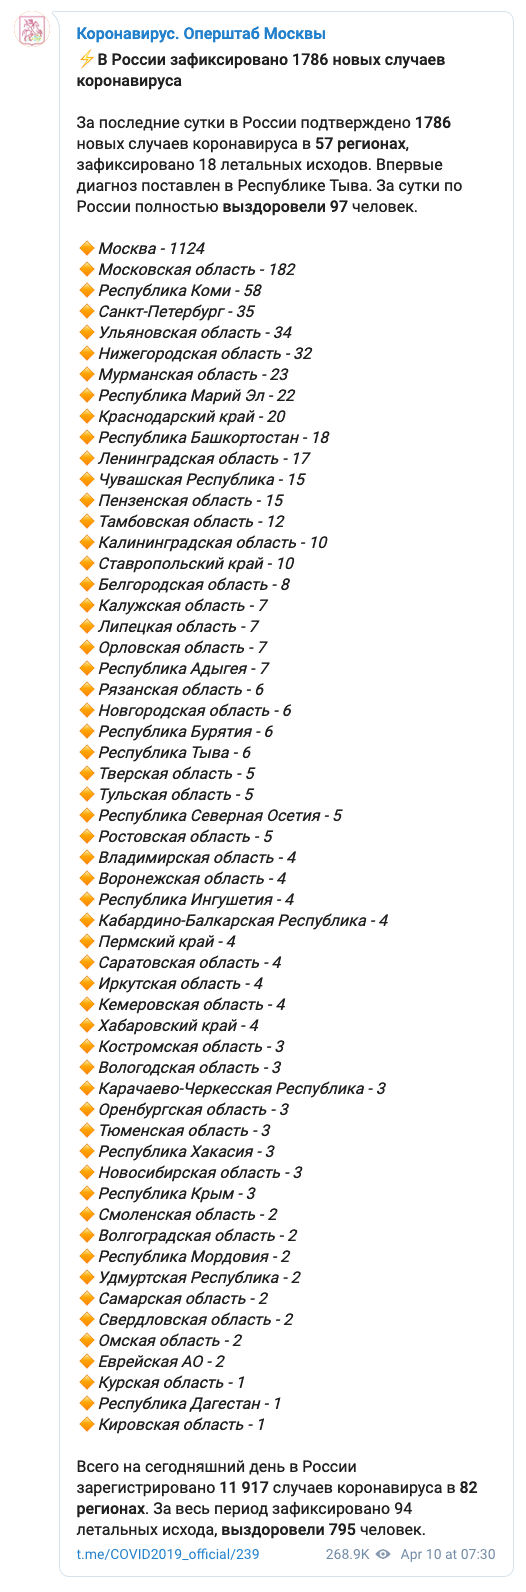 Коронавирус. Оперштаб Москвы
⚡В России зафиксировано 1786 новых случаев
коронавируса
За последние сутки в России подтверждено 1786
новых случаев коронавируса в 57 регионах,
зафиксировано 18 летальных исходов. Впервые
диагноз поставлен в Республике Тыва. За сутки по
России полностью выздоровели 97 человек.
🔸Москва - 1124
🔸Московская область - 182
🔸Республика Коми - 58
🔸Санкт-Петербург - 35
🔸Ульяновская область - 34
🔸Нижегородская область - 32
🔸Мурманская область - 23
🔸Республика Марий Эл - 22
🔸Краснодарский край - 20
🔸Республика Башкортостан - 18
🔸Ленинградская область - 17
🔸Чувашская Республика - 15
🔸Пензенская область - 15
🔸Тамбовская область - 12
🔸Калининградская область - 10
🔸Ставропольский край - 10
🔸Белгородская область - 8
🔸Калужская область - 7
🔸Липецкая область - 7
🔸Орловская область - 7
🔸Республика Адыгея - 7
🔸Рязанская область - 6
🔸Новгородская область - 6
🔸Республика Бурятия - 6
🔸Республика Тыва - 6
🔸Тверская область - 5
🔸Тульская область - 5
🔸Республика Северная Осетия - 5
🔸Ростовская область - 5
🔸Владимирская область - 4
🔸Воронежская область - 4
🔸Республика Ингушетия - 4
🔸Кабардино-Балкарская Республика - 4
🔸Пермский край - 4
🔸Саратовская область - 4
🔸Иркутская область - 4
🔸Кемеровская область - 4
🔸Хабаровский край - 4
🔸Костромская область - 3
🔸Вологодская область - 3
🔸Карачаево-Черкесская Республика - 3
🔸Оренбургская область - 3
🔸Тюменская область - 3
🔸Республика Хакасия - 3
🔸Новосибирская область - 3
🔸Республика Крым - 3
🔸Смоленская область - 2
🔸Волгоградская область - 2
🔸Республика Мордовия - 2
🔸Удмуртская Республика - 2
🔸Самарская область - 2
🔸Свердловская область - 2
🔸Омская область - 2
🔸Еврейская АО - 2
🔸Курская область - 1
🔸Республика Дагестан - 1
🔸Кировская область - 1
Всего на сегодняшний день в России
зарегистрировано 11 917 случаев коронавируса в 82
регионах. За весь период зафиксировано 94
летальных исхода, выздоровели 795 человек.
t.me/COVID2019_official/239 268.9K Apr 10 at 07:30